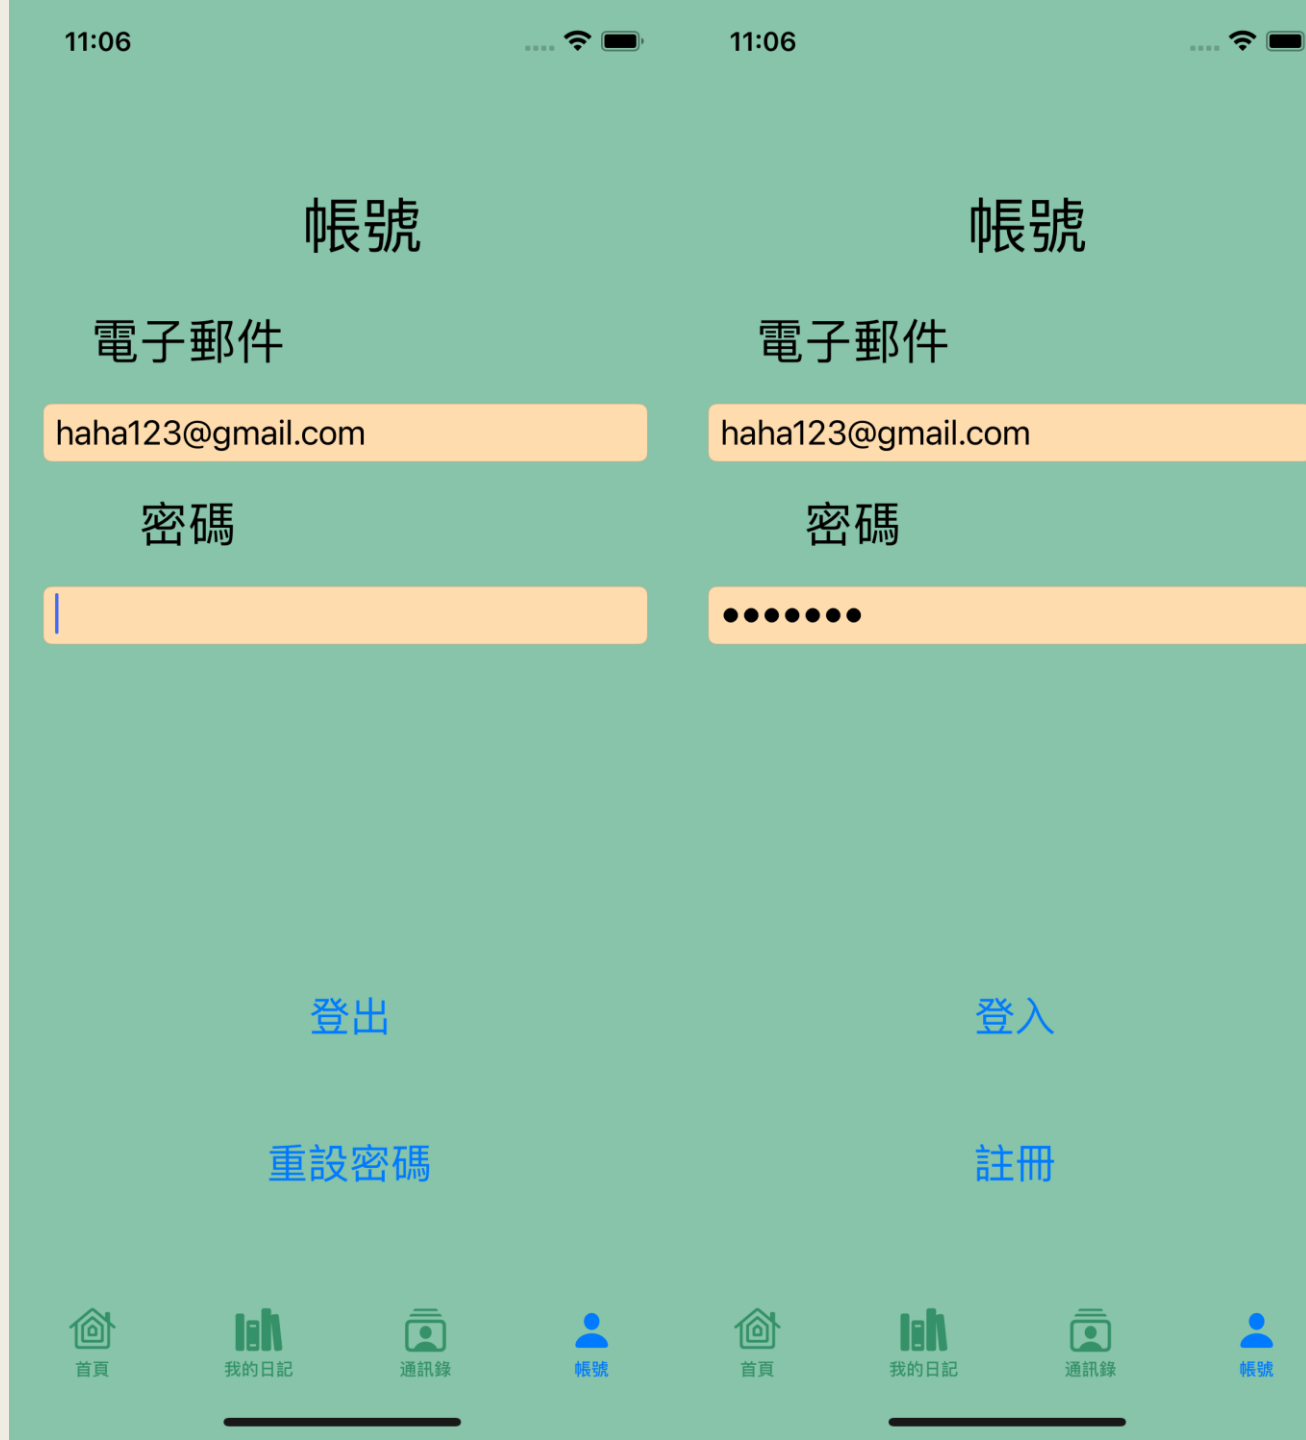 11:06
帳號
電子郵件
haha123@gmail.com
密碼
登出
重設密碼
首頁
我的日記
通訊錄
帳號
11:06
帳號
電子郵件
haha123@gmail.com
密碼
•••••••
登入
註冊
首頁
我的日記
通訊錄
帳號